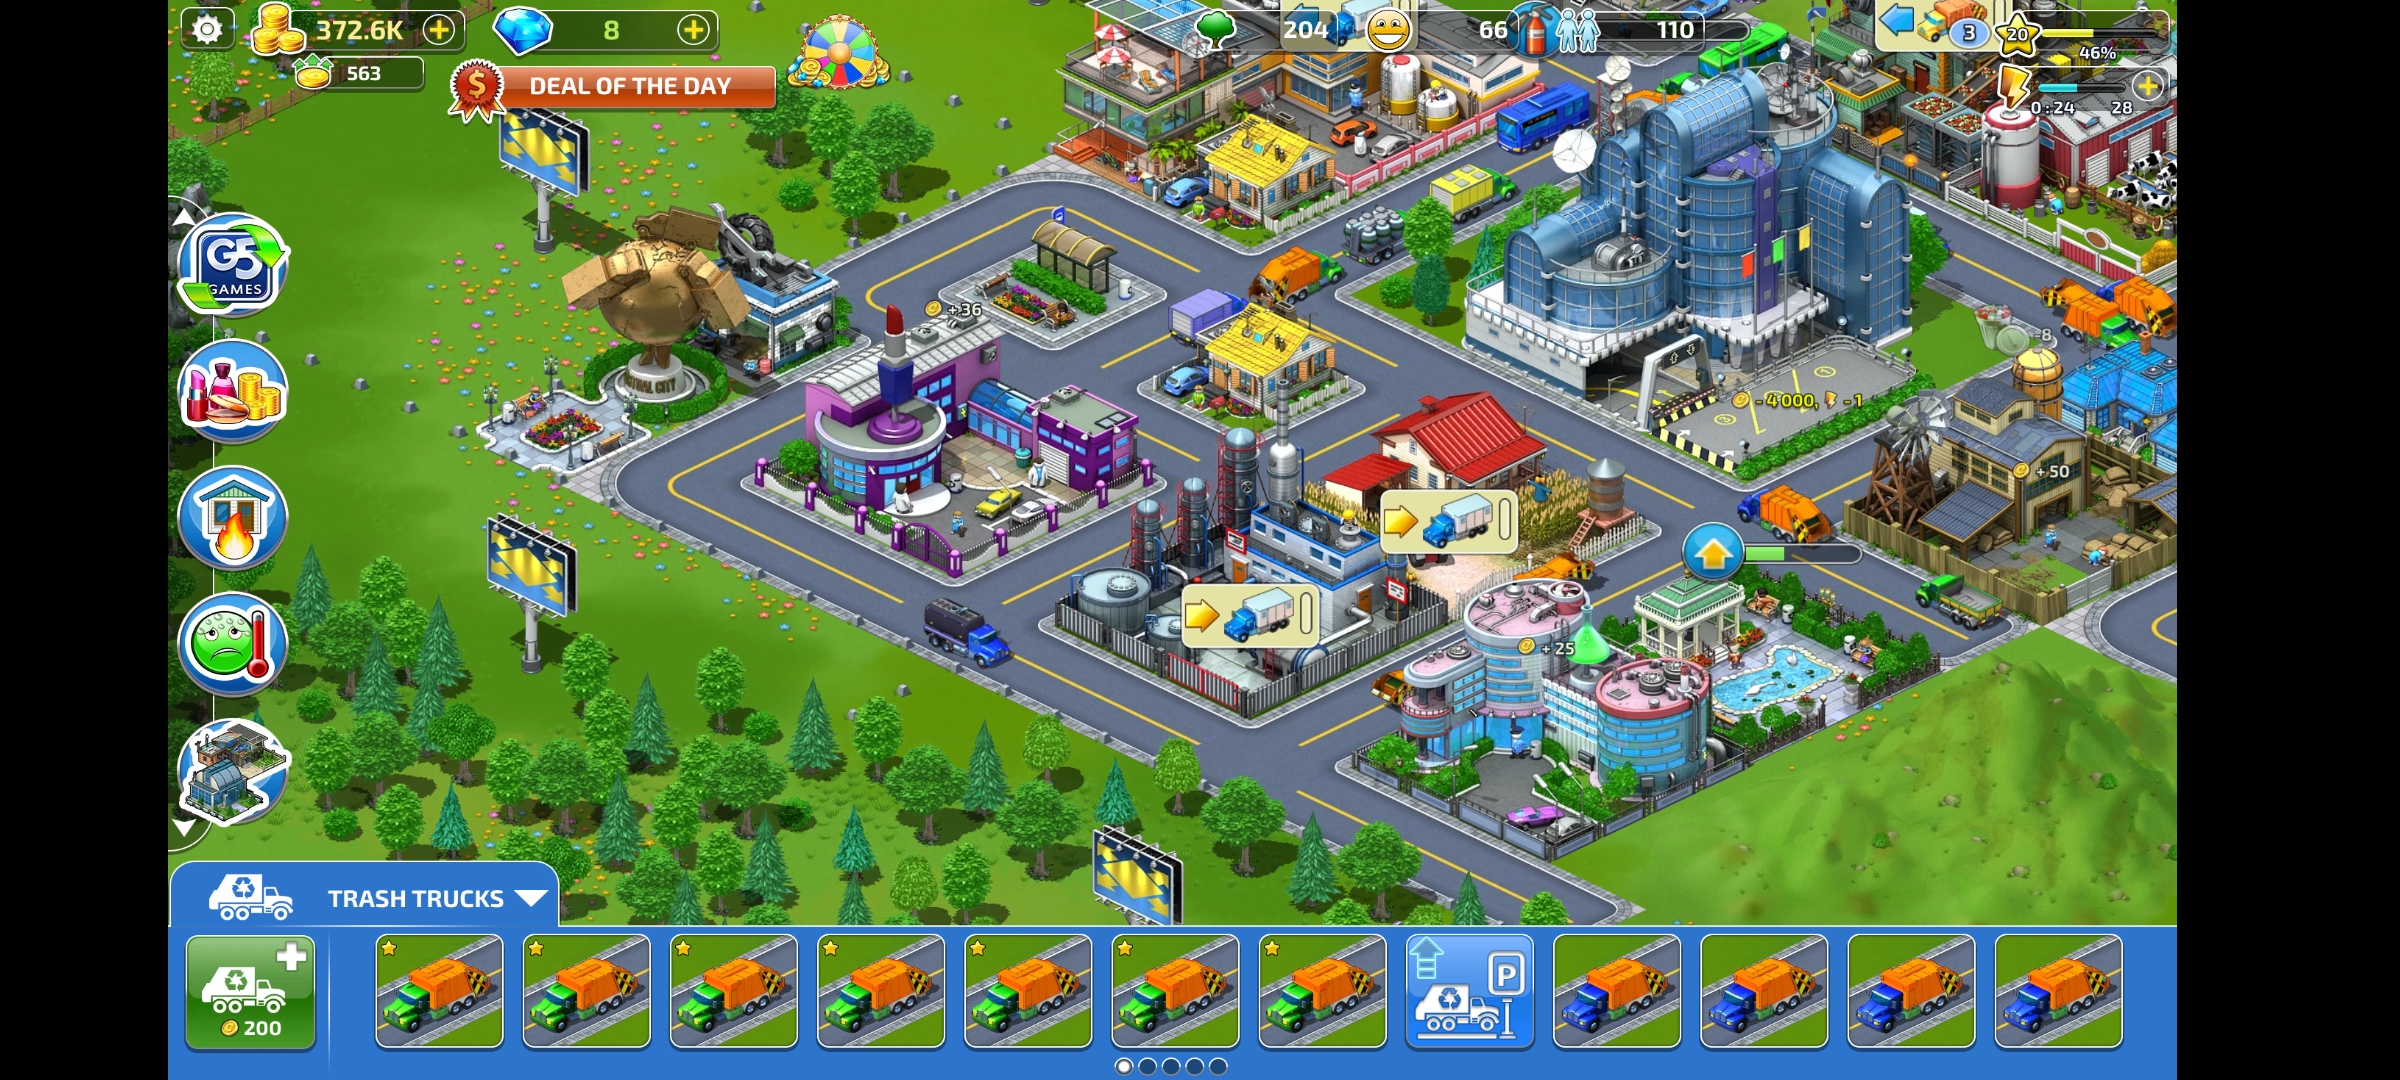 372.6K
8
204
66
110
3
20
46%
563
DEAL OF THE DAY
0:24
28
G5
GAMES
+36
-8
-4000, -1
+50
+25
TRASH TRUCKS
200
P